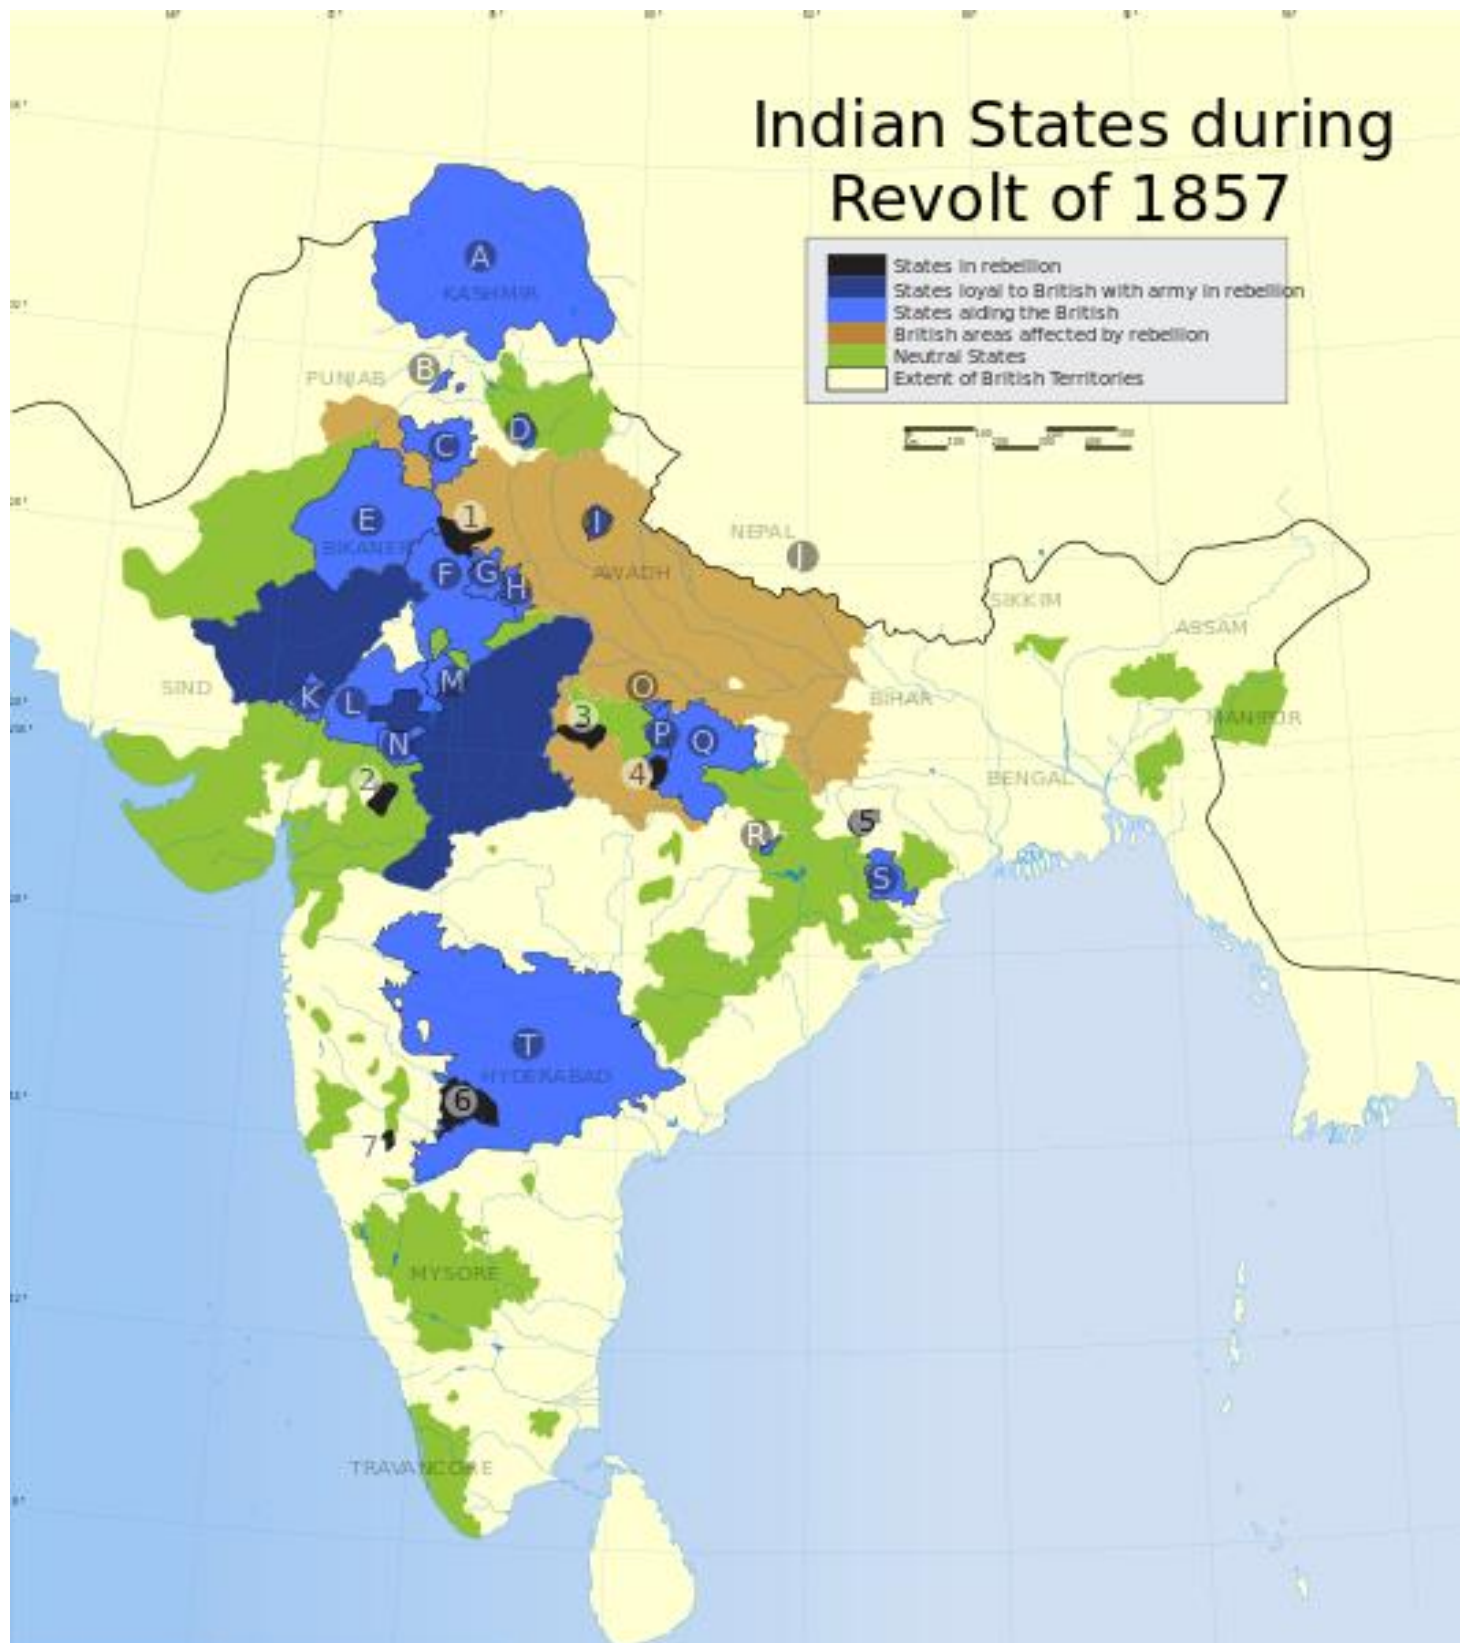 Indian States during
Revolt of 1857
States in rebellion
States loyal to British with army in rebellion
States aiding the British
British areas affected by rebellion
Neutral States
Extent of British Territories
A
KASHMIR
B
PUNJAB
C
D
E
1
I
NEPAL
J
BIKANER
F
G
H
AWADH
SIKKIM
ASSAM
SIND
K
L
M
O
BIHAR
N
3
P
Q
MANIPUR
2
4
BENGAL
R
5
S
T
HYDERABAD
6
7
MYSORE
TRAVANCORE